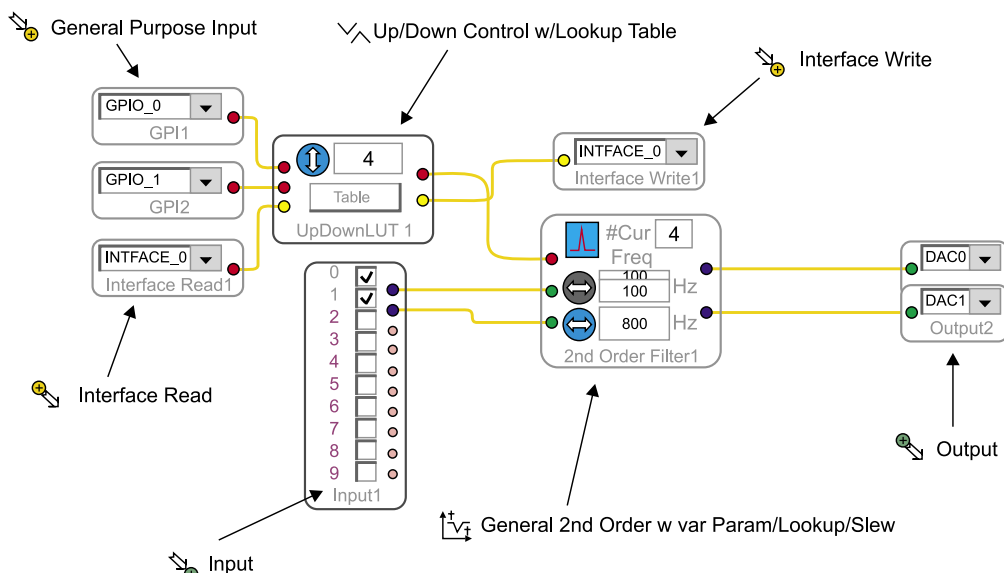 General Purpose Input
Up/Down Control w/Lookup Table
Interface Write
GPIO_0
GPI1
GPIO_1
GPI2
INTFACE_0
Interface Read1
4
Table
UpDownLUT 1
INTFACE_0
Interface Write1
#Cur
4
Freq
100
100
Hz
800
Hz
2nd Order Filter1
DAC0
DAC1
Output2
0
1
2
3
4
5
6
7
8
9
Input1
Interface Read
Output
General 2nd Order w var Param/Lookup/Slew
Input